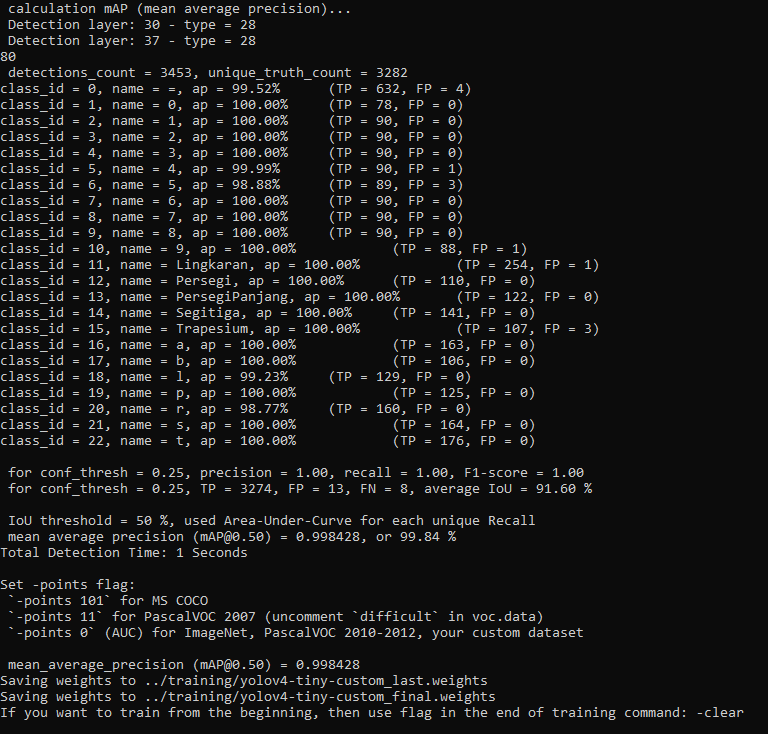 calculation mAP (mean average precision)...
Detection layer: 30 - type = 28
Detection layer: 37 - type = 28
80
detections_count = 3453, unique_truth_count = 3282
class_id = 0, name = =, ap = 99.52% (TP = 632, FP = 4)
class_id = 1, name = 0, ap = 100.00% (TP = 78, FP = 0)
class_id = 2, name = 1, ap = 100.00% (TP = 90, FP = 0)
class_id = 3, name = 2, ap = 100.00% (TP = 90, FP = 0)
class_id = 4, name = 3, ap = 100.00% (TP = 90, FP = 0)
class_id = 5, name = 4, ap = 99.99% (TP = 90, FP = 1)
class_id = 6, name = 5, ap = 98.88% (TP = 89, FP = 3)
class_id = 7, name = 6, ap = 100.00% (TP = 90, FP = 0)
class_id = 8, name = 7, ap = 100.00% (TP = 90, FP = 0)
class_id = 9, name = 8, ap = 100.00% (TP = 90, FP = 0)
class_id = 10, name = 9, ap = 100.00% (TP = 88, FP = 1)
class_id = 11, name = Lingkaran, ap = 100.00% (TP = 254, FP = 1)
class_id = 12, name = Persegi, ap = 100.00% (TP = 110, FP = 0)
class_id = 13, name = PersegiPanjang, ap = 100.00% (TP = 122, FP = 0)
class_id = 14, name = Segitiga, ap = 100.00% (TP = 141, FP = 0)
class_id = 15, name = Trapesium, ap = 100.00% (TP = 107, FP = 3)
class_id = 16, name = a, ap = 100.00% (TP = 163, FP = 0)
class_id = 17, name = b, ap = 100.00% (TP = 106, FP = 0)
class_id = 18, name = l, ap = 99.23% (TP = 129, FP = 0)
class_id = 19, name = p, ap = 100.00% (TP = 125, FP = 0)
class_id = 20, name = r, ap = 98.77% (TP = 160, FP = 0)
class_id = 21, name = s, ap = 100.00% (TP = 164, FP = 0)
class_id = 22, name = t, ap = 100.00% (TP = 176, FP = 0)
for conf_thresh = 0.25, precision = 1.00, recall = 1.00, F1-score = 1.00
for conf_thresh = 0.25, TP = 3274, FP = 13, FN = 8, average IoU = 91.60 %
IoU threshold = 50 %, used Area-Under-Curve for each unique Recall
mean average precision (mAP@0.50) = 0.998428, or 99.84 %
Total Detection Time: 1 Seconds
Set -points flag:
`-points 101` for MS COCO
`-points 11` for PascalVOC 2007 (uncomment `difficult` in voc.data)
`-points 0` (AUC) for ImageNet, PascalVOC 2010-2012, your custom dataset
mean_average_precision (mAP@0.50) = 0.998428
Saving weights to ../training/yolov4-tiny-custom_last.weights
Saving weights to ../training/yolov4-tiny-custom_final.weights
If you want to train from the beginning, then use flag in the end of training command: -clear